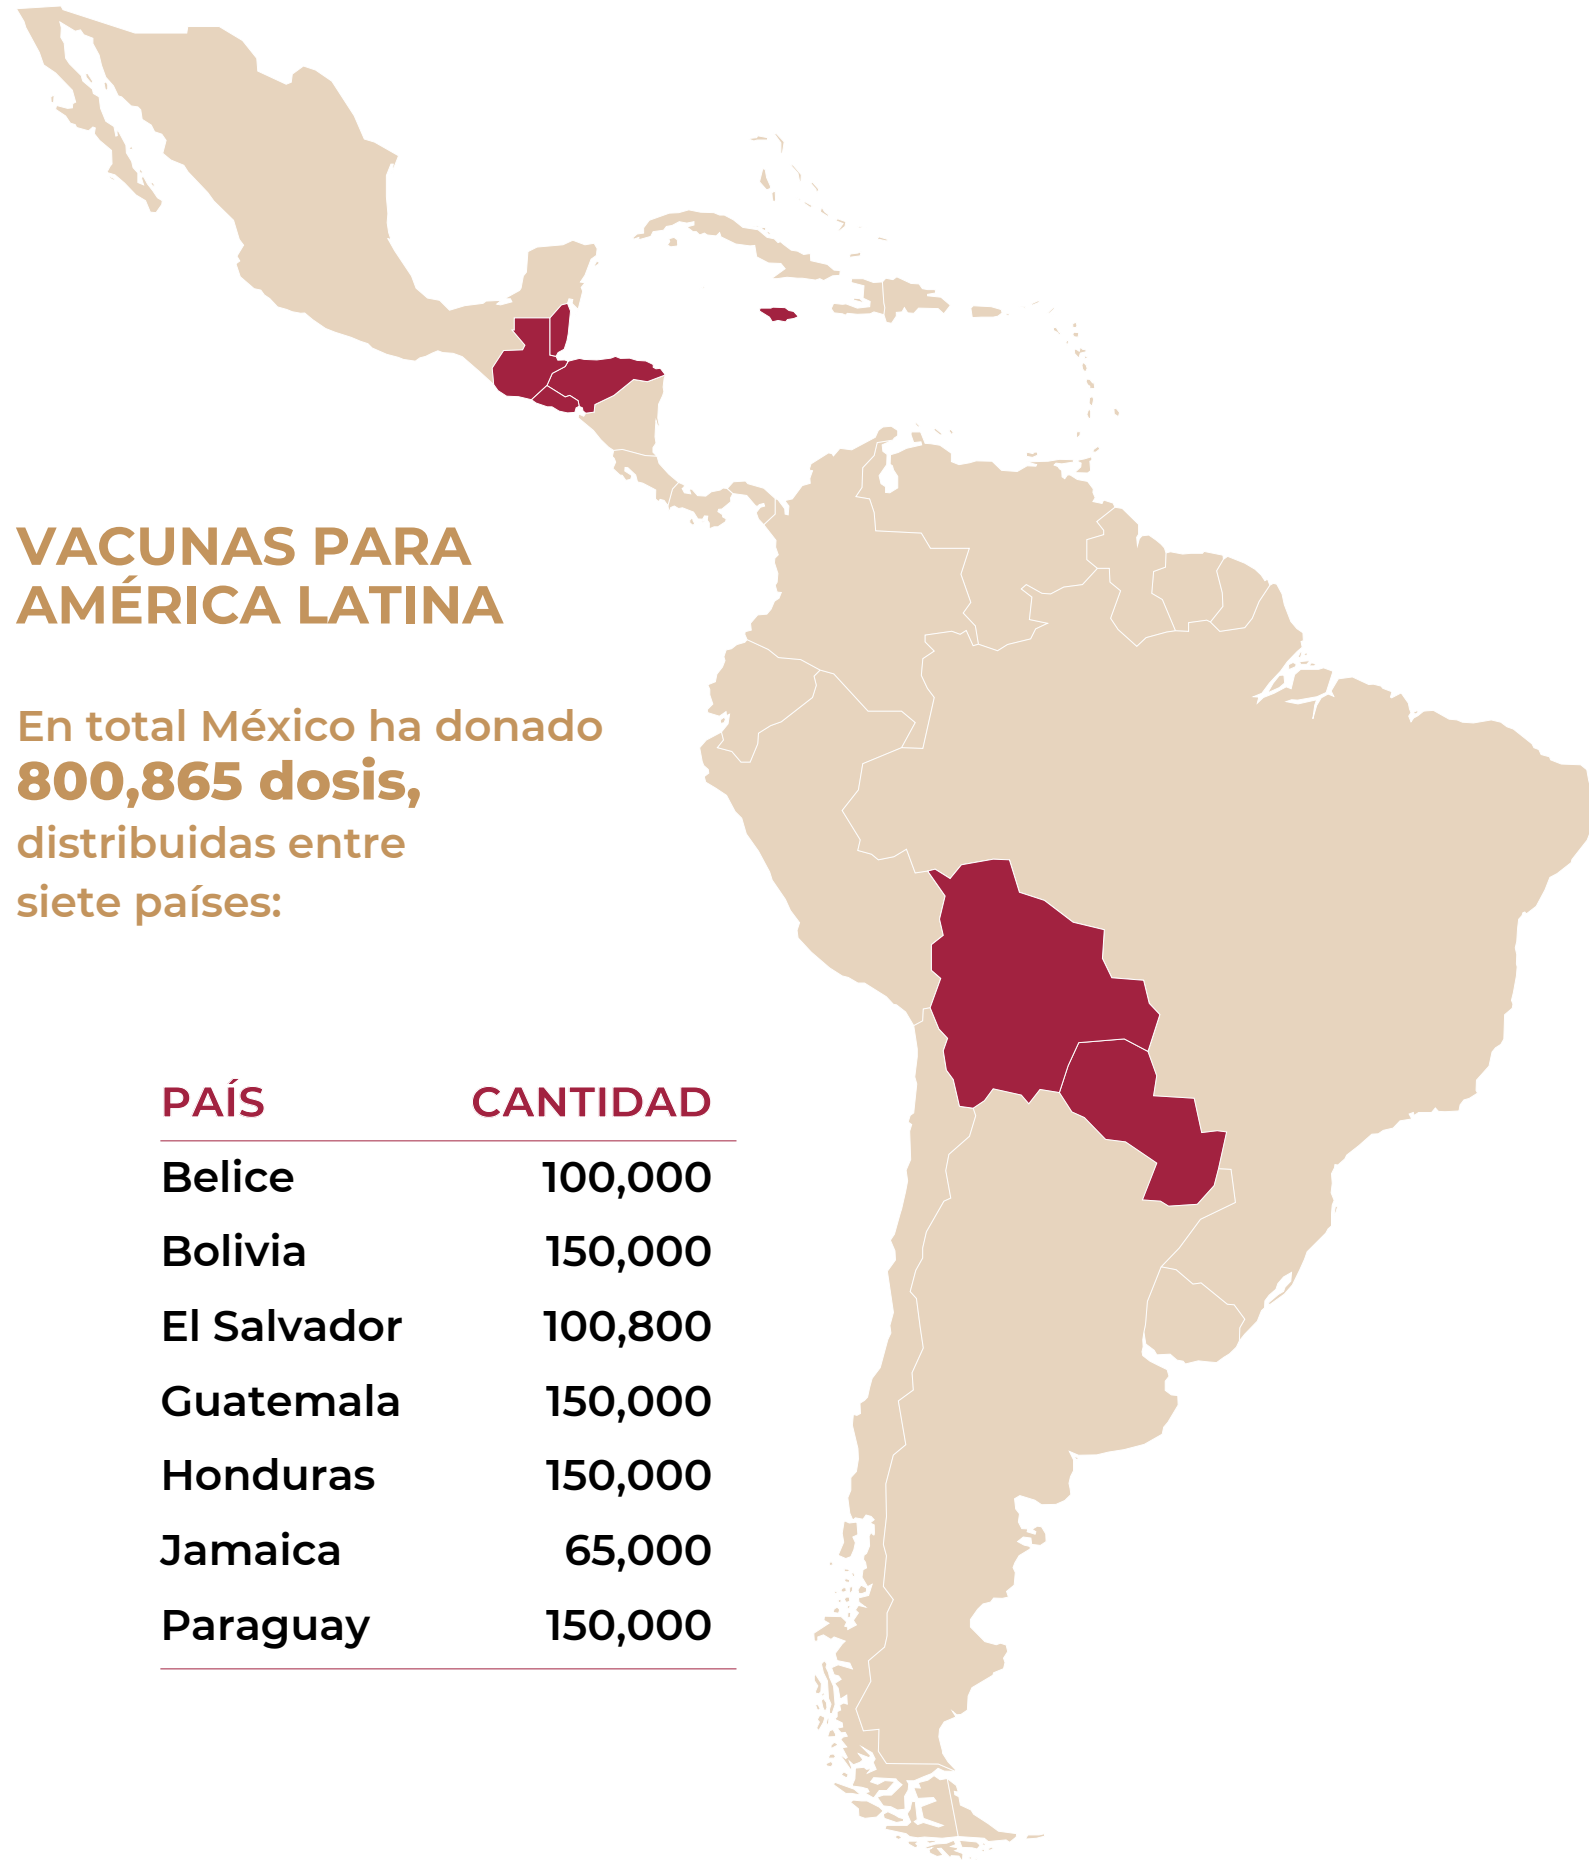 VACUNAS PARA
AMÉRICA LATINA
En total México ha donado
800,865 dosis,
distribuidas entre
siete países:
PAÍS CANTIDAD
Belice 100,000
Bolivia 150,000
El Salvador 100,800
Guatemala 150,000
Honduras 150,000
Jamaica 65,000
Paraguay 150,000